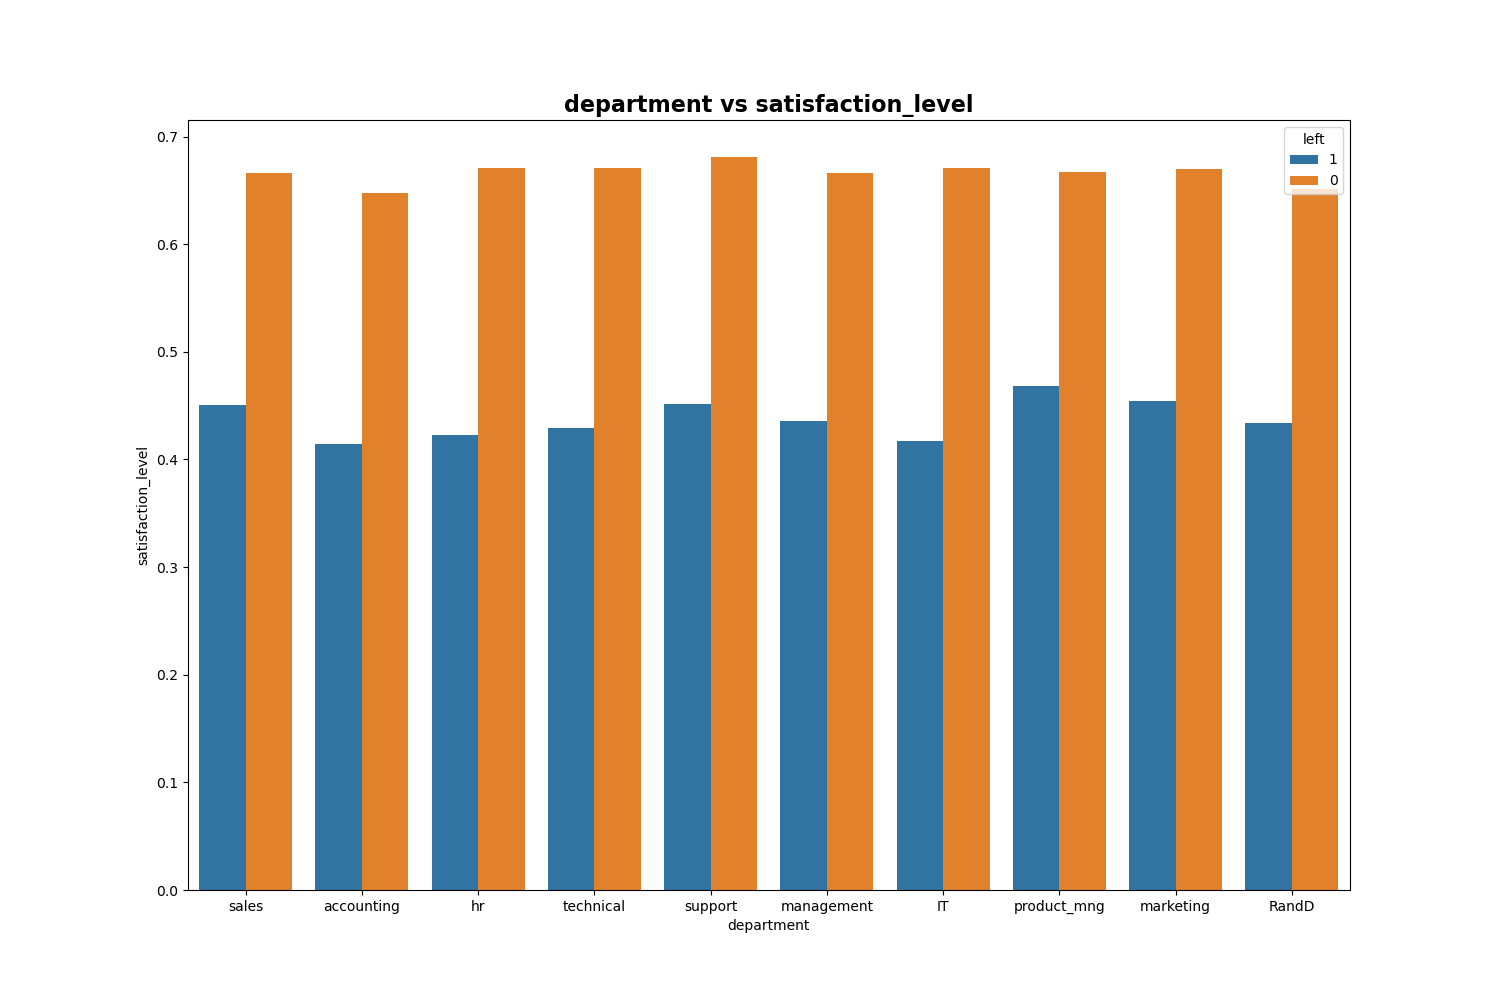 department vs satisfaction_level
left
1
0
0.7
0.6
0.5
0.4
0.3
0.2
0.1
0.0
satisfaction_level
sales accounting hr technical support management IT product_mng marketing RandD
department